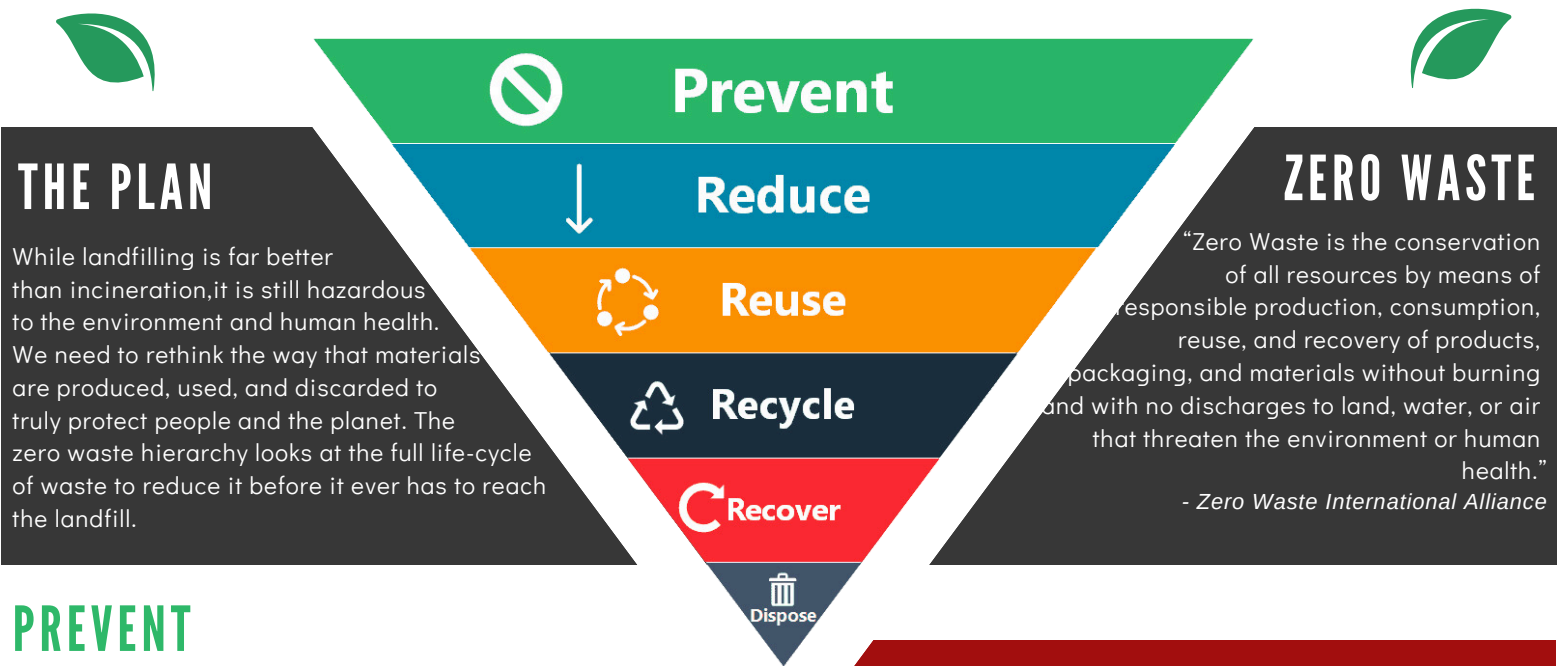 Prevent
Reduce
Reuse
Recycle
Recover
Dispose
THE PLAN
While landfilling is far better
than incineration,it is still hazardous
to the environment and human health.
We need to rethink the way that materials
are produced, used, and discarded to
truly protect people and the planet. The
zero waste hierarchy looks at the full life-cycle
of waste to reduce it before it ever has to reach
the landfill.
ZERO WASTE
“Zero Waste is the conservation
of all resources by means of
responsible production, consumption,
reuse, and recovery of products,
packaging, and materials without burning
and with no discharges to land, water, or air
that threaten the environment or human
health.”
- Zero Waste International Alliance
PREVENT